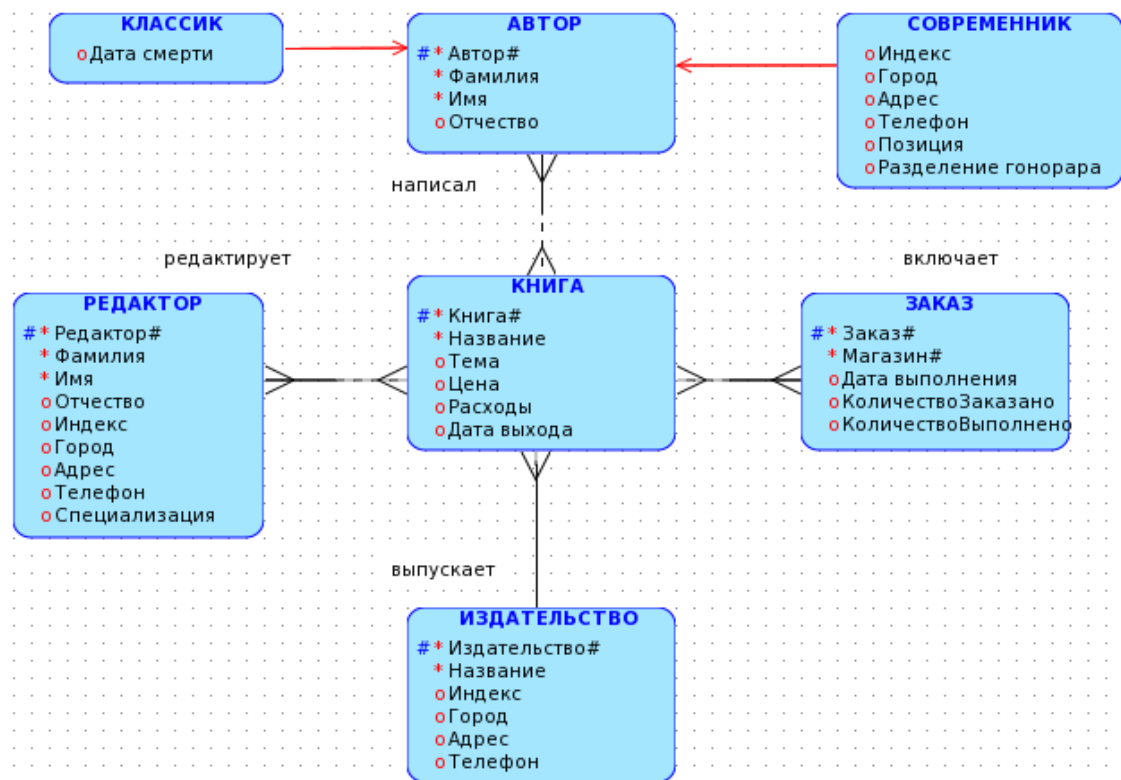 КЛАССИК
o Дата смерти
АВТОР
# * Автор#
* Фамилия
* Имя
o Отчество
СОВРЕМЕННИК
o Индекс
o Город
o Адрес
o Телефон
o Позиция
o Разделение гонорара
написал
редактирует
включает
РЕДАКТОР
# * Редактор#
* Фамилия
* Имя
o Отчество
o Индекс
o Город
o Адрес
o Телефон
o Специализация
КНИГА
# * Книга#
* Название
o Тема
o Цена
o Расходы
o Дата выхода
ЗАКАЗ
# * Заказ#
* Магазин#
o Дата выполнения
o КоличествоЗаказано
o КоличествоВыполнено
выпускает
ИЗДАТЕЛЬСТВО
# * Издательство#
* Название
o Индекс
o Город
o Адрес
o Телефон